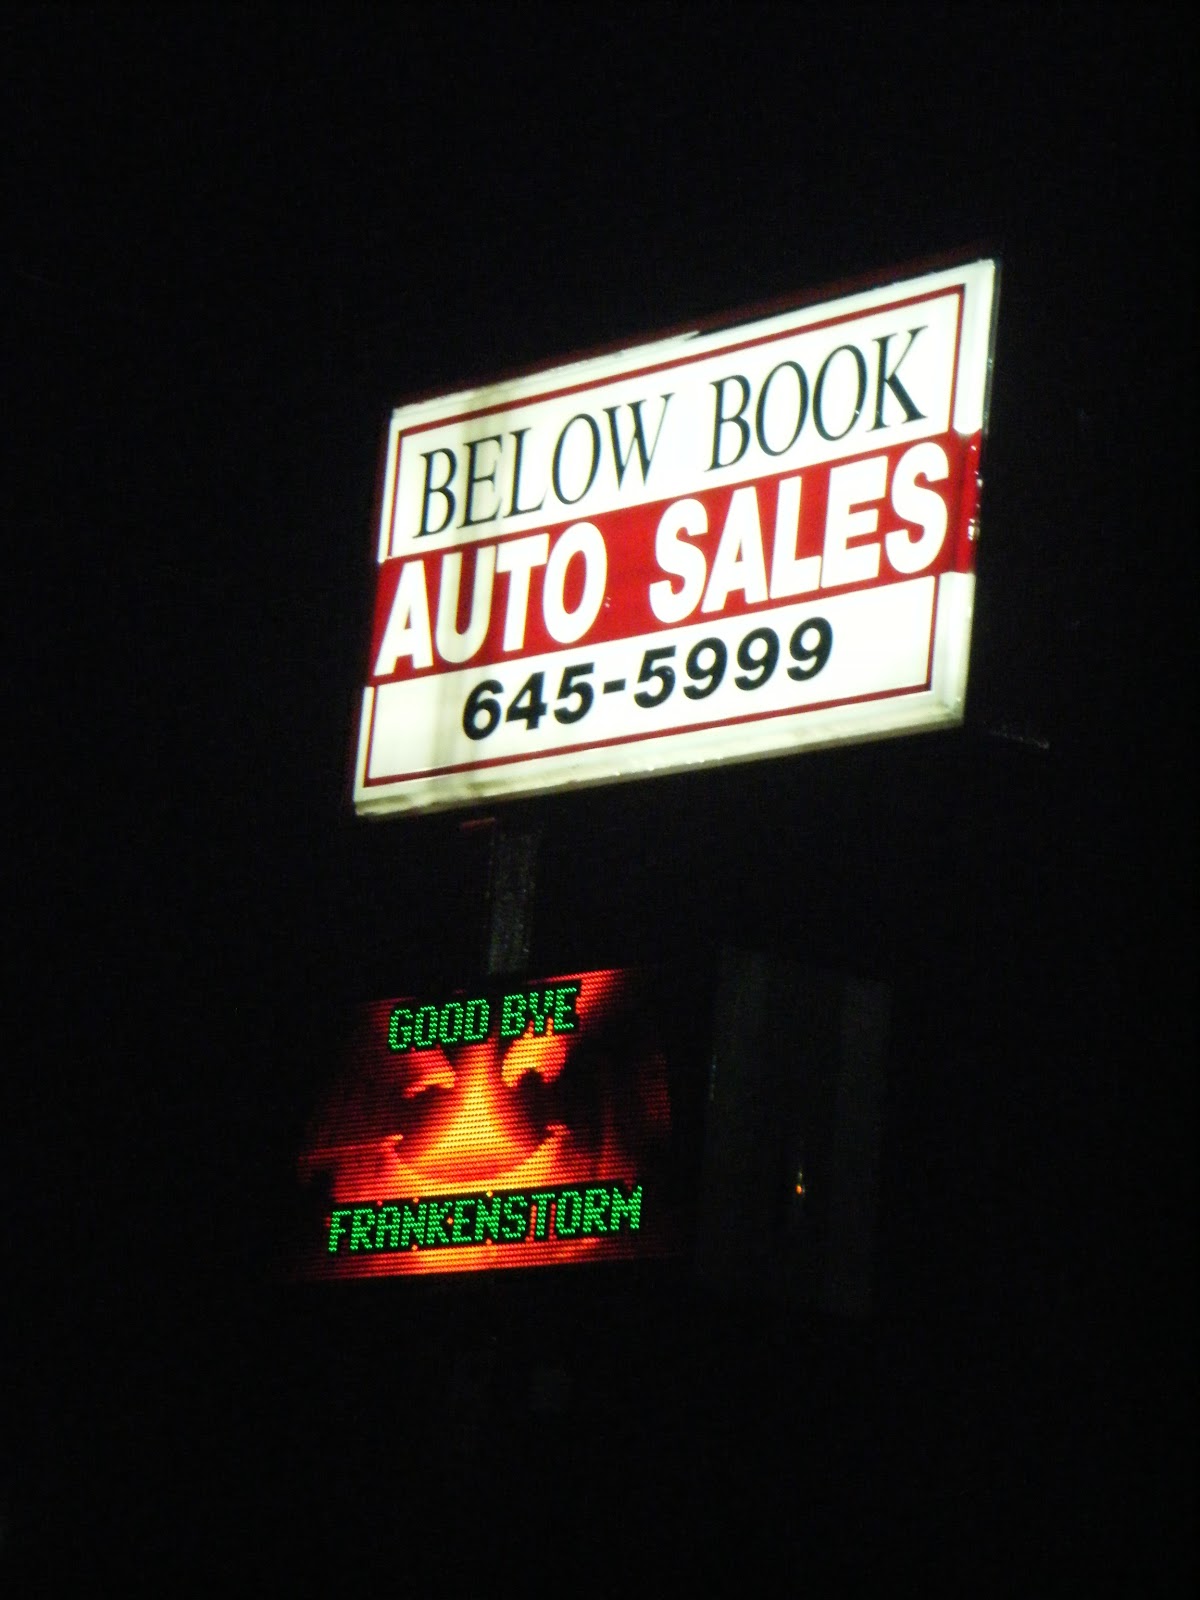 BELOW BOOK
AUTO SALES
645-5999
GOOD BYE
FRANKENSTORM